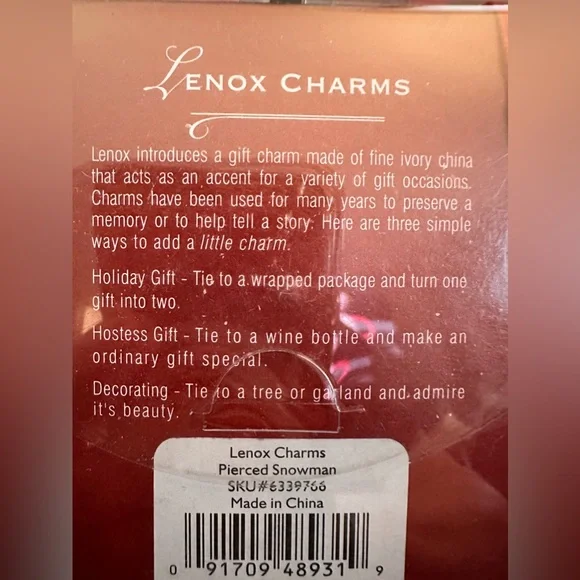 LENOX CHARMS
Lenox introduces a gift charm made of fine ivory china
that acts as an accent for a variety of gift occasions.
Charms have been used for many years to preserve a
memory or to help tell a story. Here are three simple
ways to add a little charm.
Holiday Gift - Tie to a wrapped package and turn one
gift into two.
Hostess Gift - Tie to a wine bottle and make an
ordinary gift special.
Decorating - Tie to a tree or garland and admire
it's beauty.
Lenox Charms
Pierced Snowman
SKU#6339766
Made in China
0 91709 48931 9